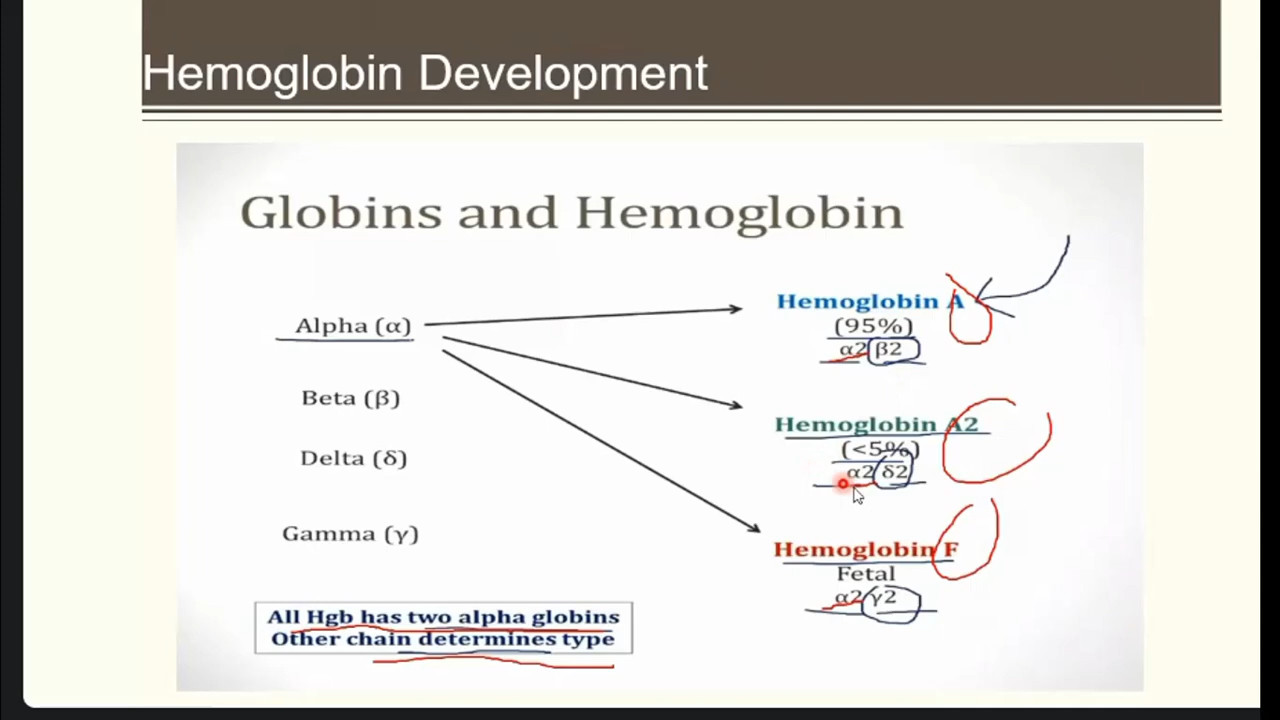 Hemoglobin Development
Globins and Hemoglobin
Alpha (α)
Beta (β)
Delta (δ)
Gamma (γ)
All Hgb has two alpha globins
Other chain determines type
Hemoglobin A
(95%)
α2 β2
Hemoglobin A2
(<5%)
α2 δ2
Hemoglobin F
Fetal
α2 γ2